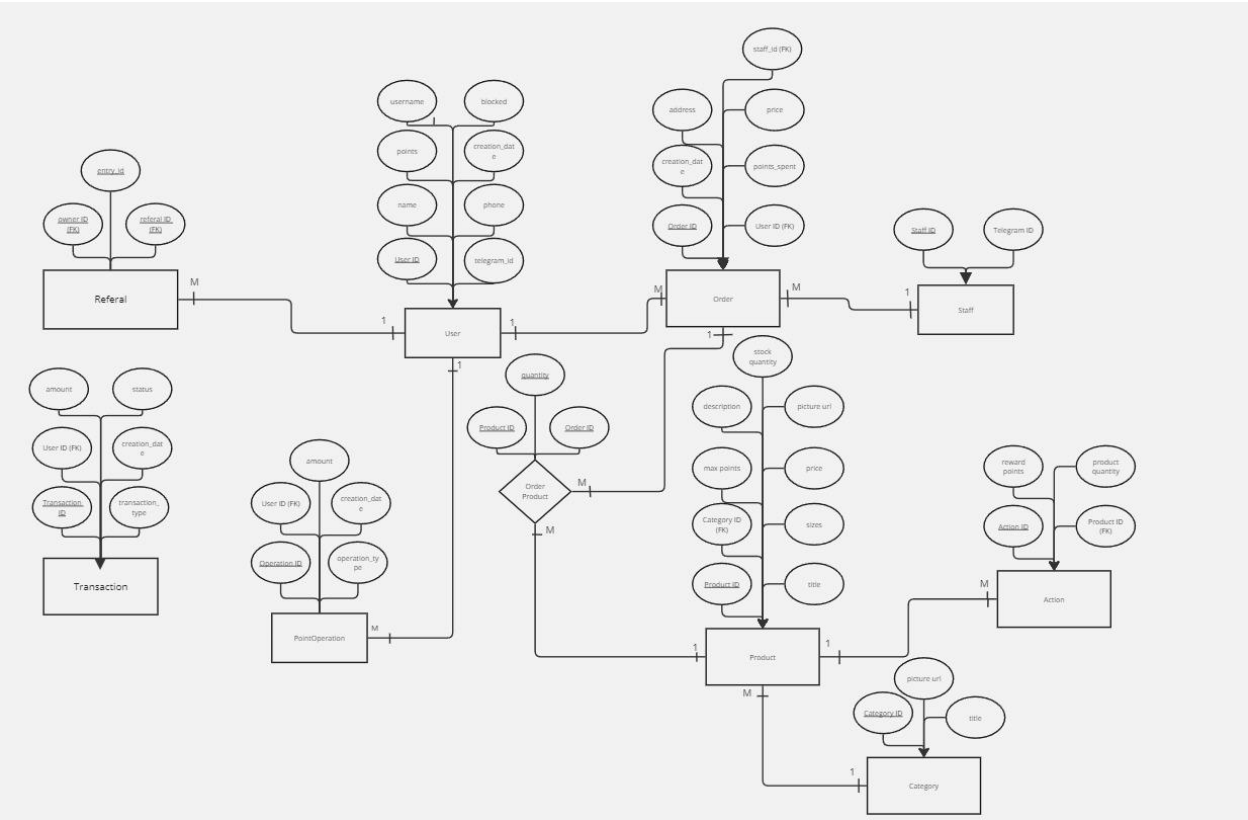 staff_id (FK)
username
blocked
address
price
points
creation_dat
e
creation_dat
e
points_spent
entry_id
name
phone
owner ID
(FK)
referal ID
(FK)
Order ID
User ID (FK)
Staff ID
Telegram ID
User ID
telegram_id
Referal
M
M
Order
M
1
Staff
1
User
1
1
1
stock
quantity
amount
status
quantity
description
picture url
Product ID
Order ID
User ID (FK)
creation_dat
e
amount
max points
price
reward
points
product
quantity
Order
Product
M
Transaction
ID
transaction_
type
User ID (FK)
creation_dat
e
Category ID
(FK)
sizes
Action ID
Product ID
(FK)
M
Operation ID
operation_ty
pe
Product ID
title
Transaction
M
Action
M
PointOperation
1
Product
1
M
picture url
Category ID
title
1
Category